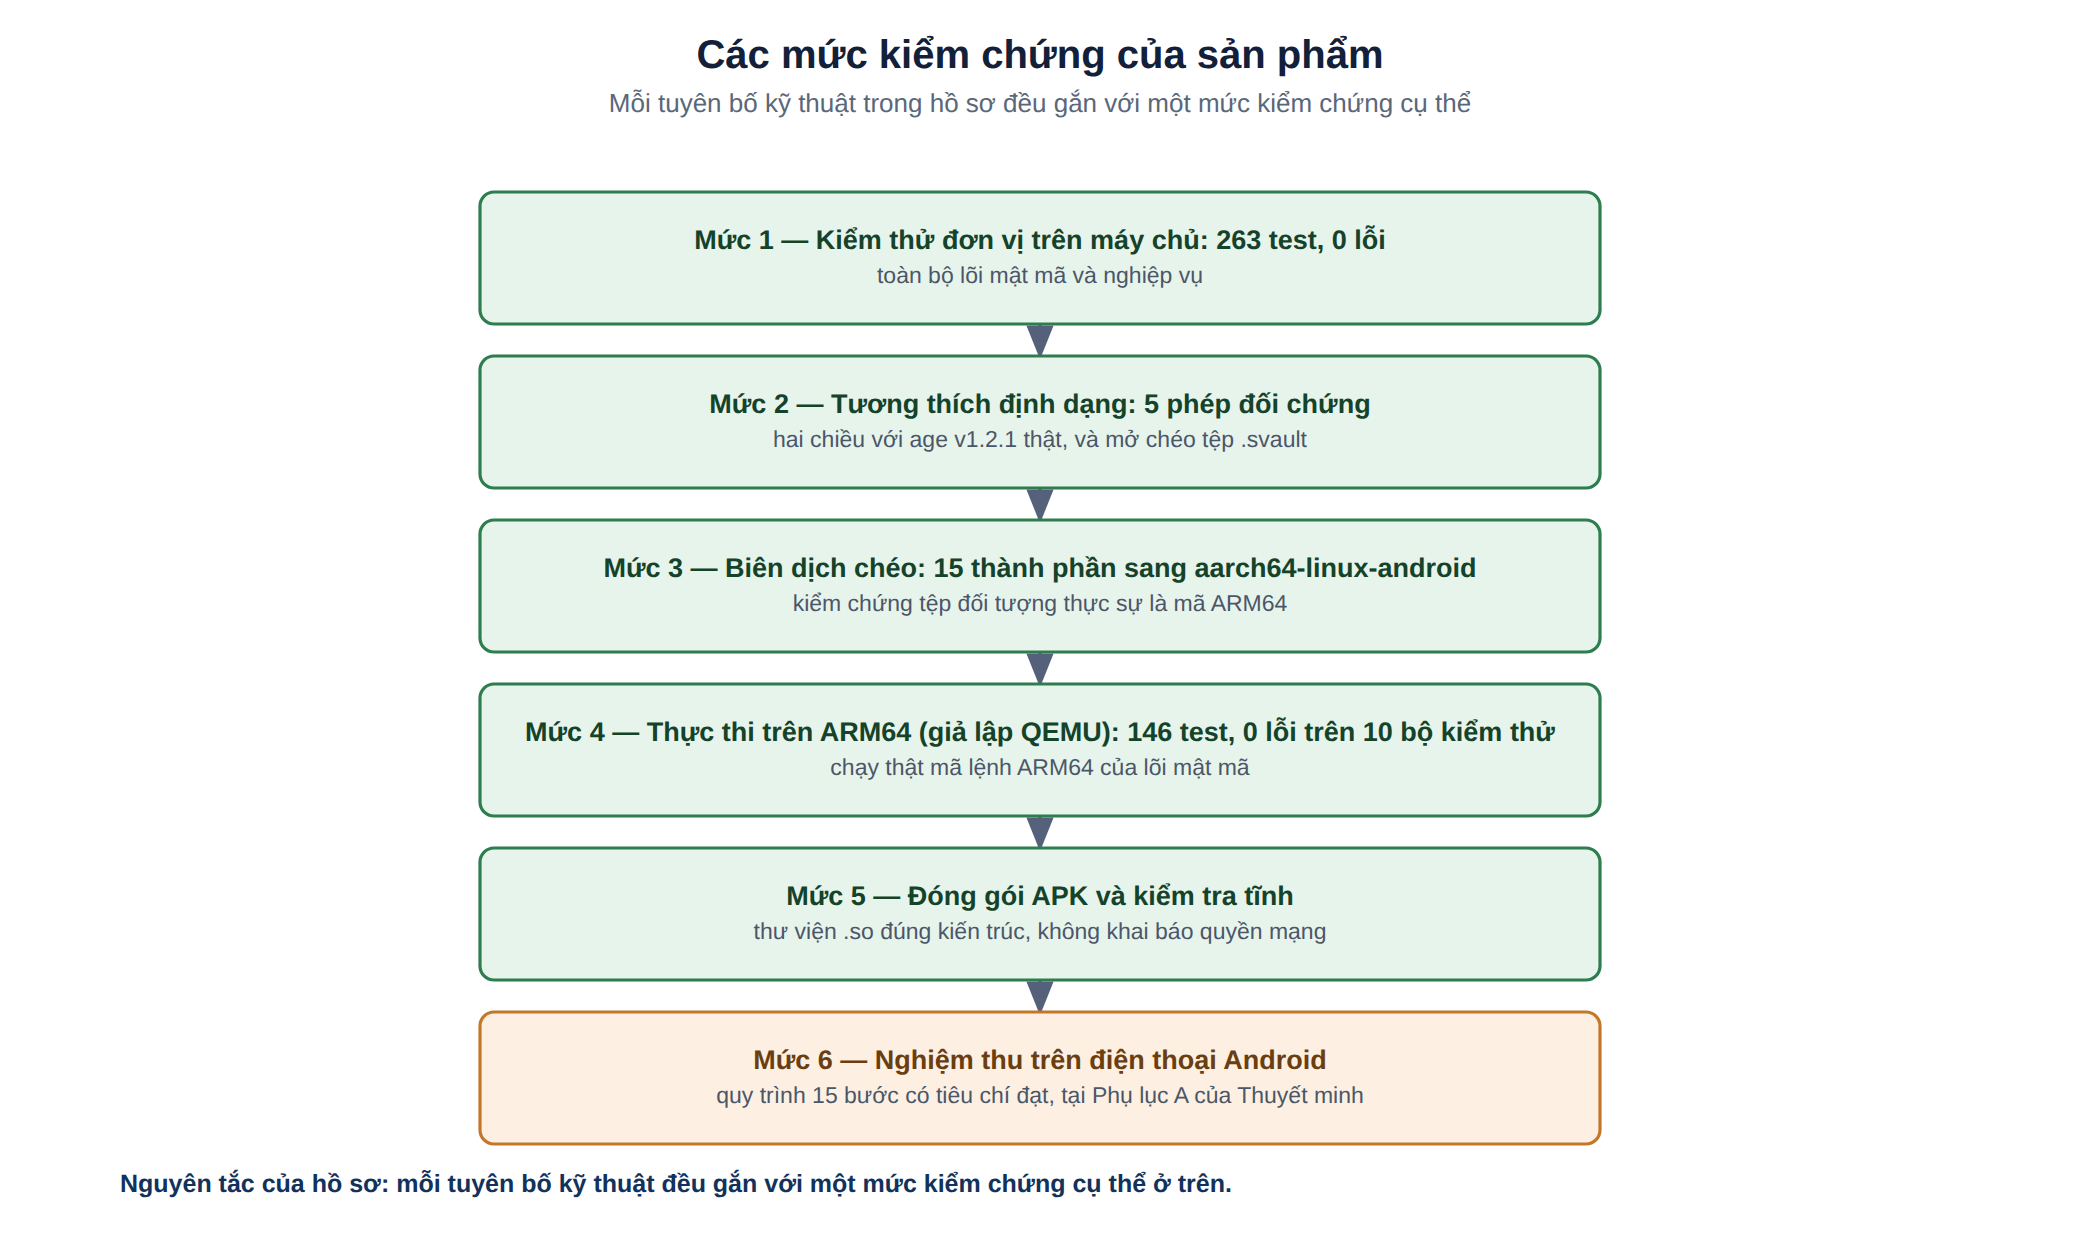 Các mức kiểm chứng của sản phẩm
Mỗi tuyên bố kỹ thuật trong hồ sơ đều gắn với một mức kiểm chứng cụ thể
Mức 1 — Kiểm thử đơn vị trên máy chủ: 263 test, 0 lỗi
toàn bộ lõi mật mã và nghiệp vụ
Mức 2 — Tương thích định dạng: 5 phép đối chứng
hai chiều với age v1.2.1 thật, và mở chéo tệp .svault
Mức 3 — Biên dịch chéo: 15 thành phần sang aarch64-linux-android
kiểm chứng tệp đối tượng thực sự là mã ARM64
Mức 4 — Thực thi trên ARM64 (giả lập QEMU): 146 test, 0 lỗi trên 10 bộ kiểm thử
chạy thật mã lệnh ARM64 của lõi mật mã
Mức 5 — Đóng gói APK và kiểm tra tĩnh
thư viện .so đúng kiến trúc, không khai báo quyền mạng
Mức 6 — Nghiệm thu trên điện thoại Android
quy trình 15 bước có tiêu chí đạt, tại Phụ lục A của Thuyết minh
Nguyên tắc của hồ sơ: mỗi tuyên bố kỹ thuật đều gắn với một mức kiểm chứng cụ thể ở trên.